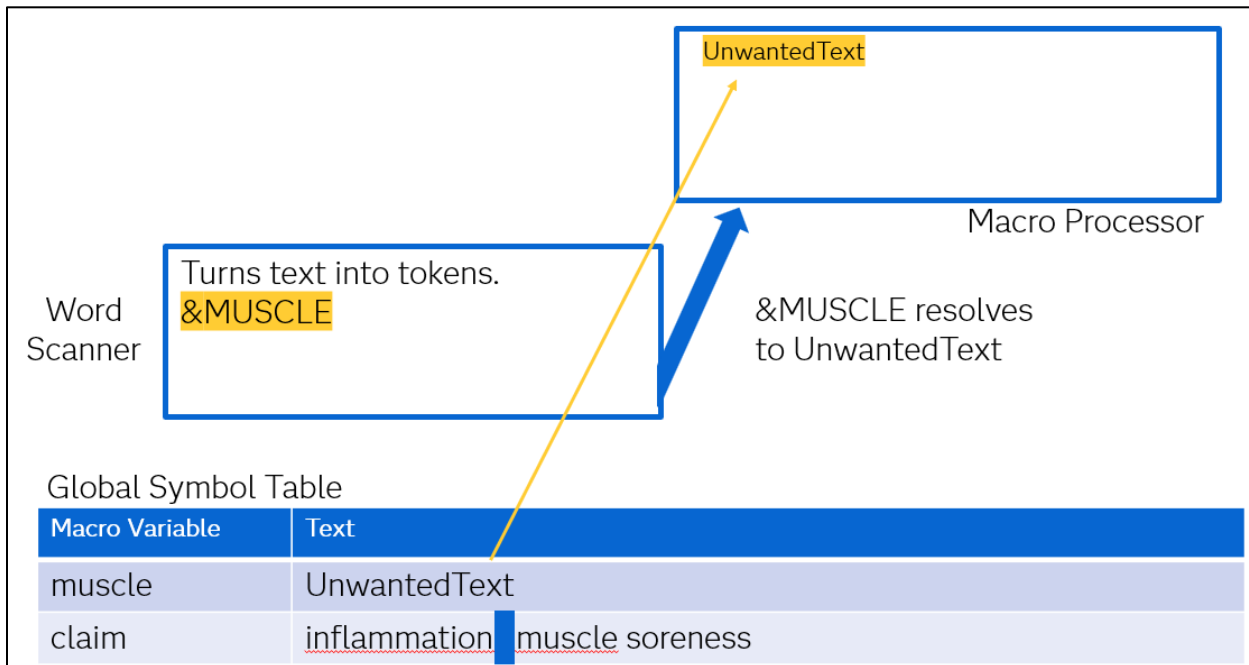 UnwantedText
Macro Processor
Turns text into tokens.
&MUSCLE
Word
Scanner
&MUSCLE resolves
to UnwantedText
Global Symbol Table
Macro Variable Text
muscle UnwantedText
claim inflammation muscle soreness